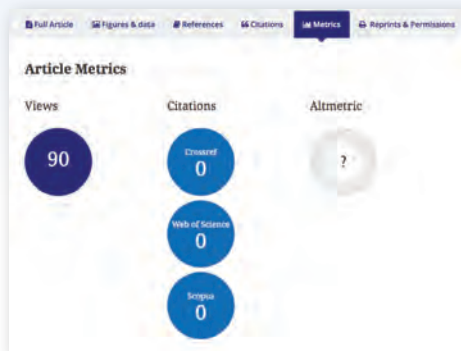 Full Article Figures & data References Citations Metrics Reprints & Permissions
Article Metrics
Views Citations Altmetric
90
Crossref
0
?
Web of Science
0
Scopus
0